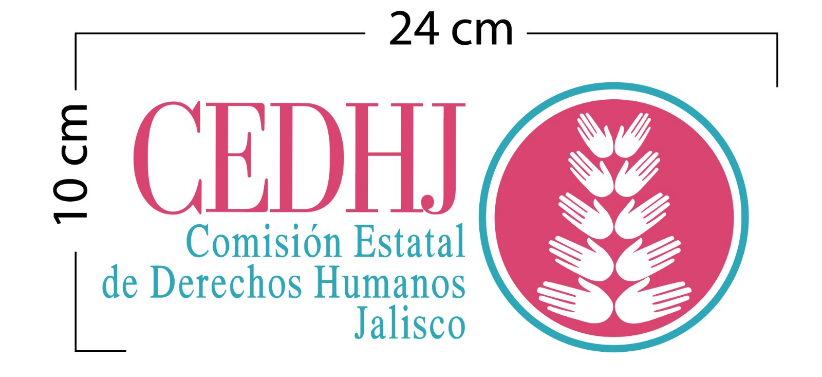 24 cm
10 cm
CEDHJ
Comisión Estatal
de Derechos Humanos
Jalisco